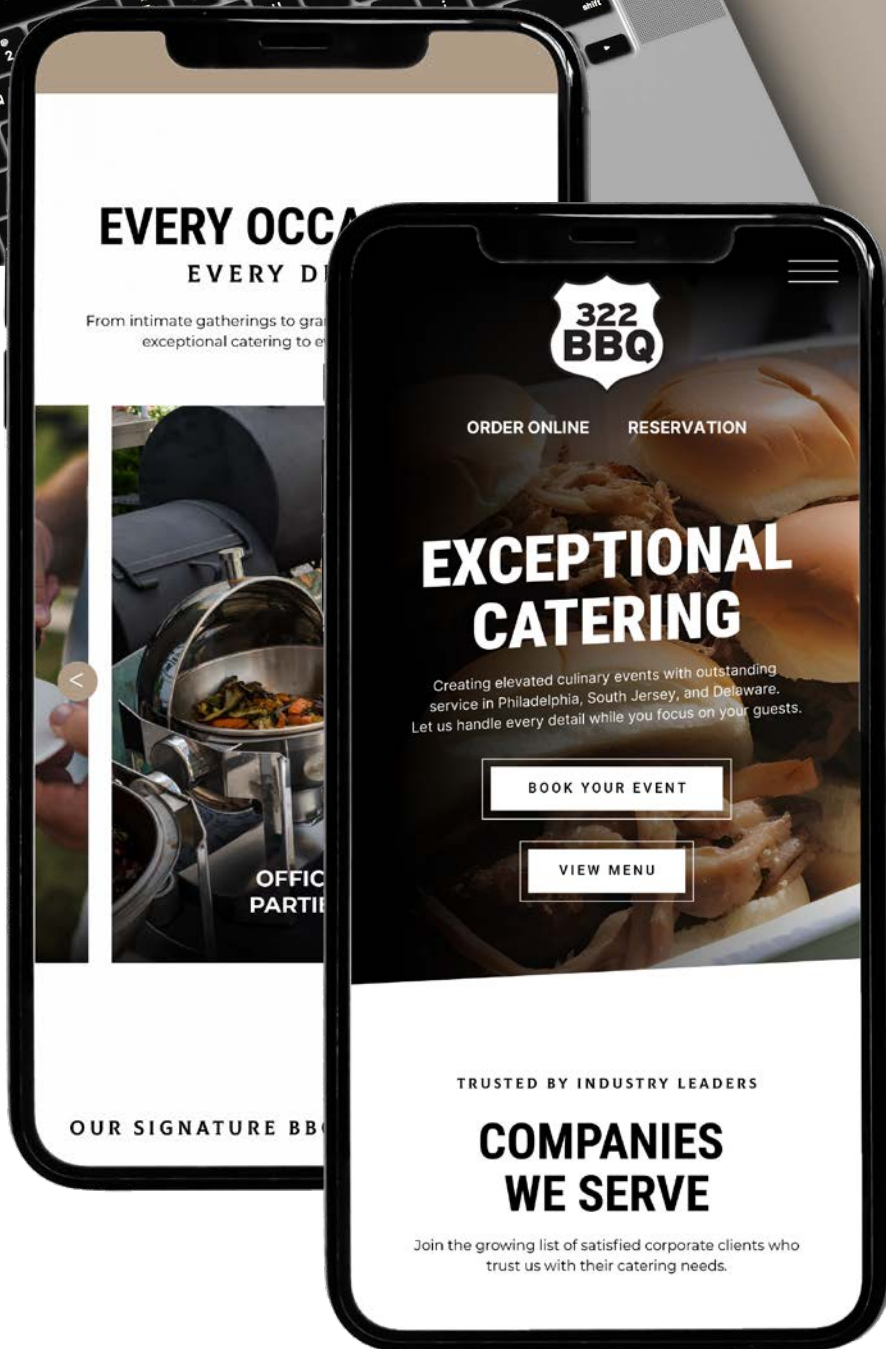 shift
2
EVERY OCCA
EVERY
From intimate gatherings to
exceptional catering to
<
OFFIC
PARTIE
OUR SIGNATURE BB
322
BBQ
ORDER ONLINE RESERVATION
EXCEPTIONAL
CATERING
Creating elevated culinary events with outstanding
service in Philadelphia, South Jersey, and Delaware.
Let us handle every detail while you focus on your guests.
BOOK YOUR EVENT
VIEW MENU
TRUSTED BY INDUSTRY LEADERS
COMPANIES
WE SERVE
Join the growing list of satisfied corporate clients who
trust us with their catering needs.